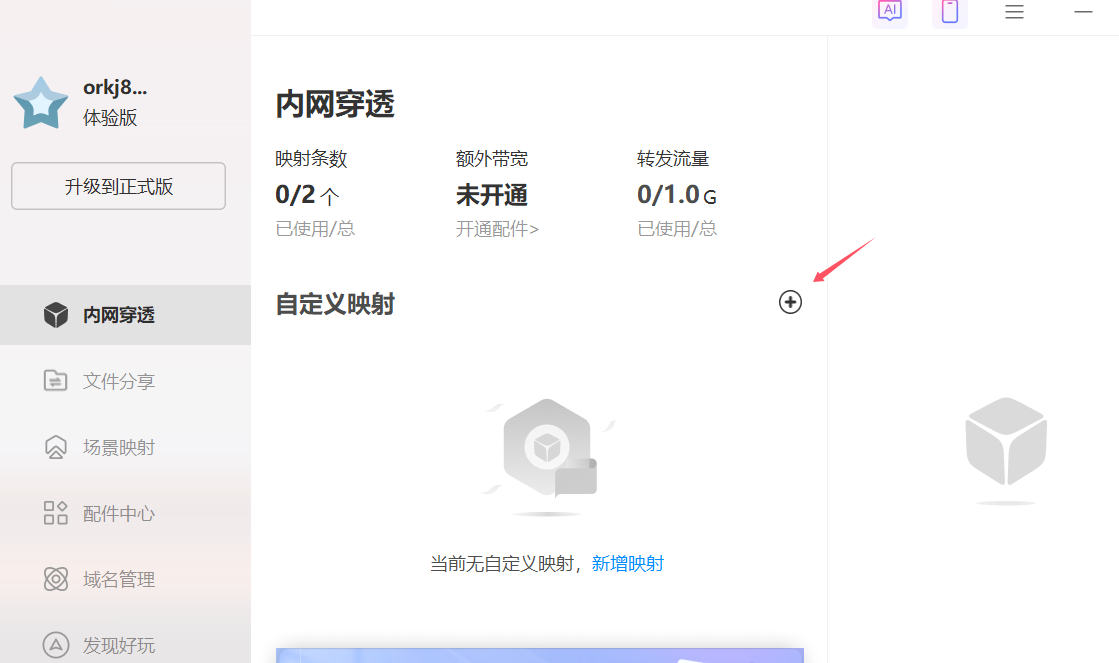 AI
orkj8...
体验版
升级到正式版
内网穿透
文件分享
场景映射
配件中心
域名管理
发现好玩
内网穿透
映射条数 额外带宽 转发流量
0/2 个 未开通 0/1.0 G
已使用/总 开通配件> 已使用/总
自定义映射
当前无自定义映射，新增映射